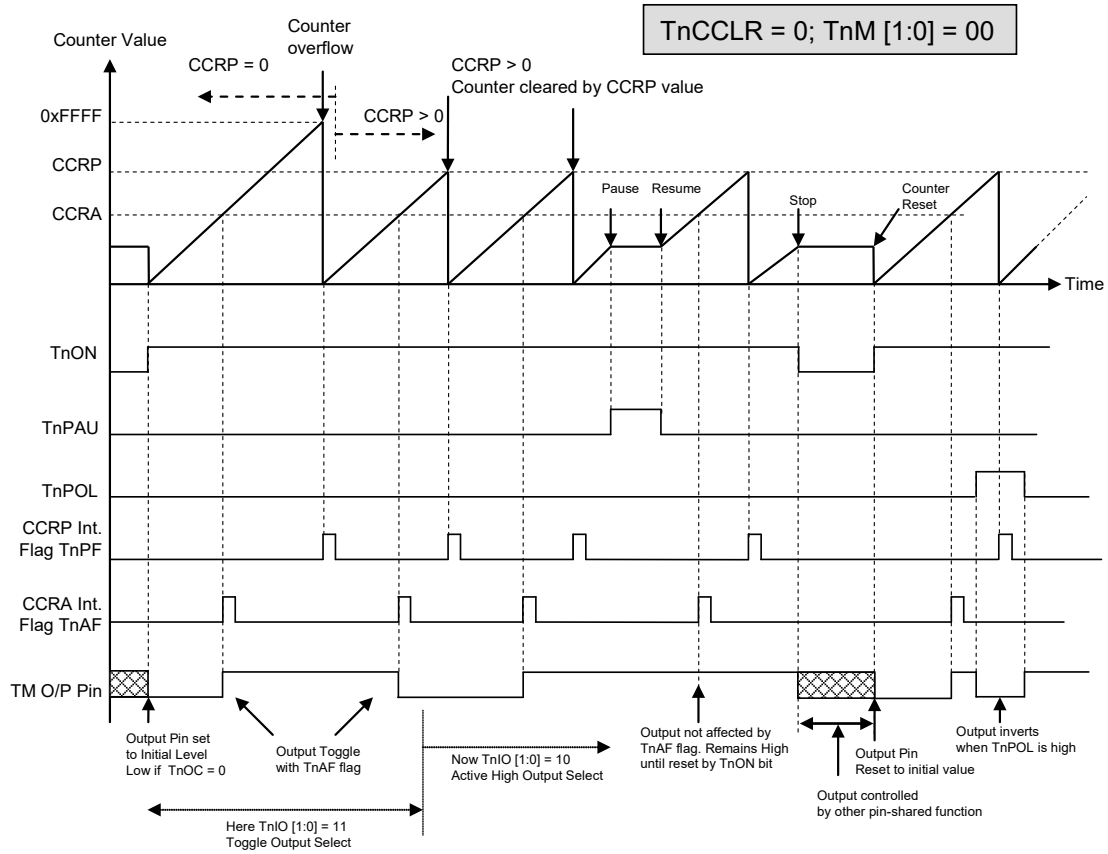 TnCCLR = 0; TnM [1:0] = 00
Counter Value
Counter
overflow
CCRP = 0
CCRP > 0
CCRP > 0
Counter cleared by CCRP value
0xFFFF
CCRP
CCRA
Pause
Resume
Stop
Counter
Reset
Time
TnON
TnPAU
TnPOL
CCRP Int.
Flag TnPF
CCRA Int.
Flag TnAF
TM O/P Pin
Output Pin set
to Initial Level
Low if TnOC = 0
Output Toggle
with TnAF flag
Now TnIO [1:0] = 10
Active High Output Select
Output not affected by
TnAF flag. Remains High
until reset by TnON bit
Output Pin
Reset to initial value
Output controlled
by other pin-shared function
Output inverts
when TnPOL is high
Here TnIO [1:0] = 11
Toggle Output Select